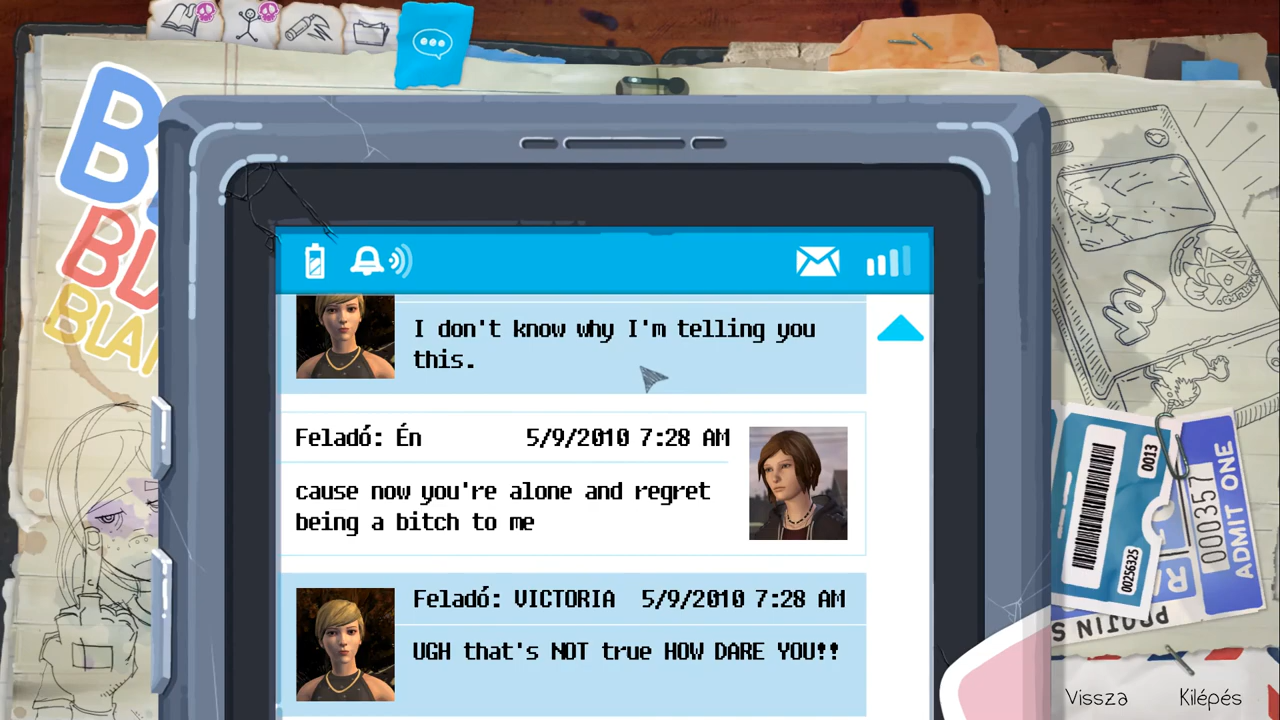 I don't know why I'm telling you
this.
Feladó: Én 5/9/2010 7:28 AM
cause now you're alone and regret
being a bitch to me
Feladó: VICTORIA 5/9/2010 7:28 AM
UGH that's NOT true HOW DARE YOU!!
0013
00256325
000357
ADMIT ONE
Vissza
Kilépés